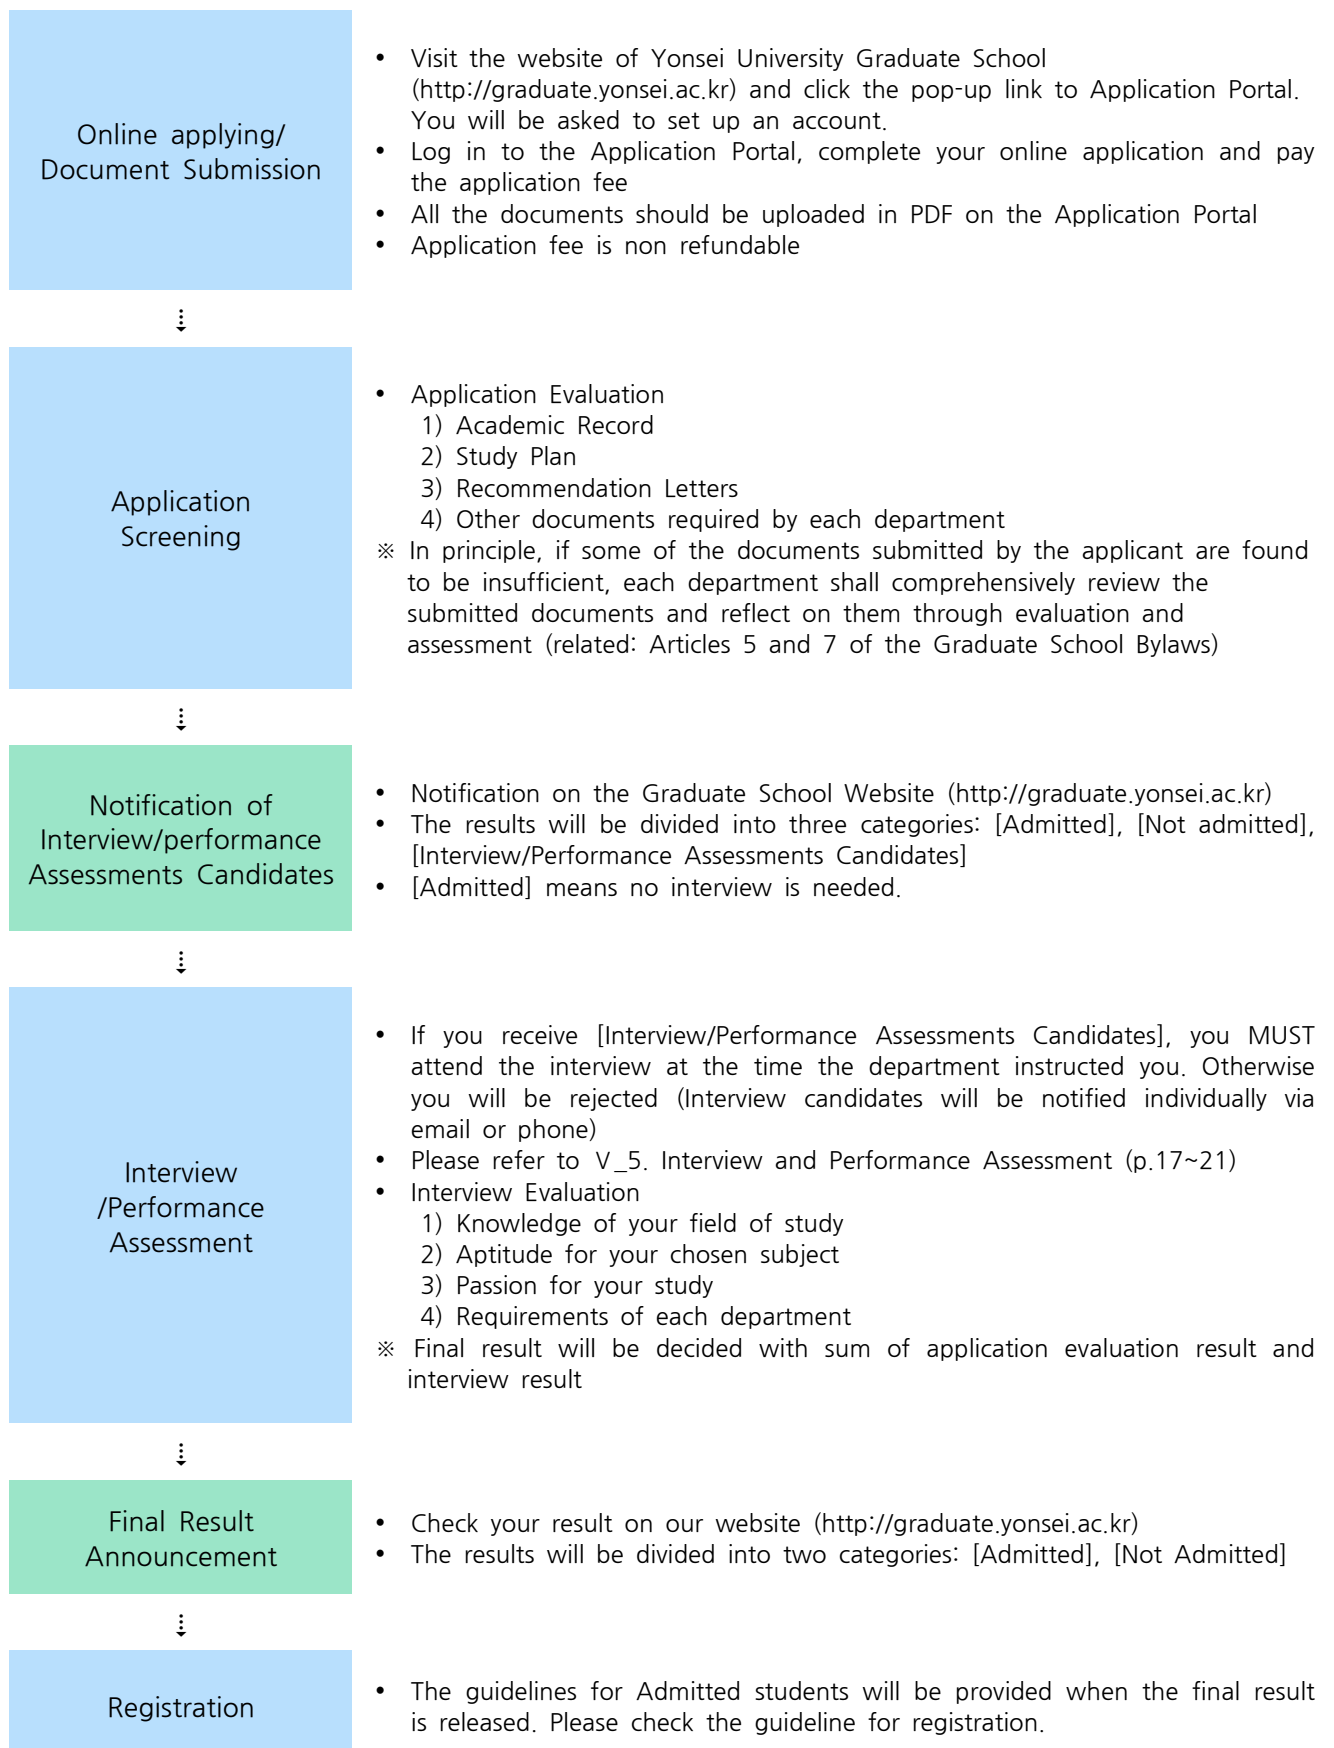 Online applying/
Document Submission
• Visit the website of Yonsei University Graduate School
(http://graduate.yonsei.ac.kr) and click the pop-up link to Application Portal.
You will be asked to set up an account.
• Log in to the Application Portal, complete your online application and pay
the application fee
• All the documents should be uploaded in PDF on the Application Portal
• Application fee is non refundable
Application
Screening
• Application Evaluation
1) Academic Record
2) Study Plan
3) Recommendation Letters
4) Other documents required by each department
※ In principle, if some of the documents submitted by the applicant are found
to be insufficient, each department shall comprehensively review the
submitted documents and reflect on them through evaluation and
assessment (related: Articles 5 and 7 of the Graduate School Bylaws)
Notification of
Interview/performance
Assessments Candidates
• Notification on the Graduate School Website (http://graduate.yonsei.ac.kr)
• The results will be divided into three categories: [Admitted], [Not admitted],
[Interview/Performance Assessments Candidates]
• [Admitted] means no interview is needed.
Interview
/Performance
Assessment
• If you receive [Interview/Performance Assessments Candidates], you MUST
attend the interview at the time the department instructed you. Otherwise
you will be rejected (Interview candidates will be notified individually via
email or phone)
• Please refer to Ⅴ_5. Interview and Performance Assessment (p.17~21)
• Interview Evaluation
1) Knowledge of your field of study
2) Aptitude for your chosen subject
3) Passion for your study
4) Requirements of each department
※ Final result will be decided with sum of application evaluation result and
interview result
Final Result
Announcement
• Check your result on our website (http://graduate.yonsei.ac.kr)
• The results will be divided into two categories: [Admitted], [Not Admitted]
Registration
• The guidelines for Admitted students will be provided when the final result
is released. Please check the guideline for registration.